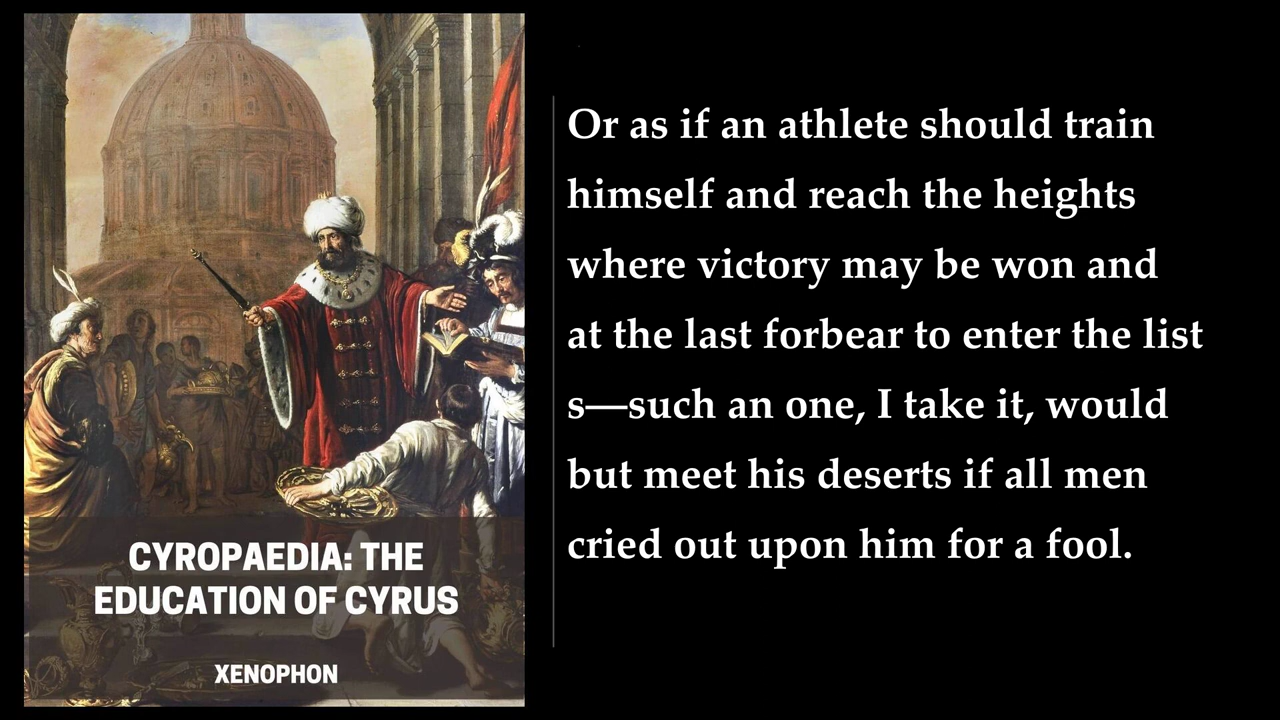 Or as if an athlete should train
himself and reach the heights
where victory may be won and
at the last forbear to enter the list
s—such an one, I take it, would
but meet his deserts if all men
cried out upon him for a fool.
CYROPAEDIA: THE
EDUCATION OF CYRUS
XENOPHON